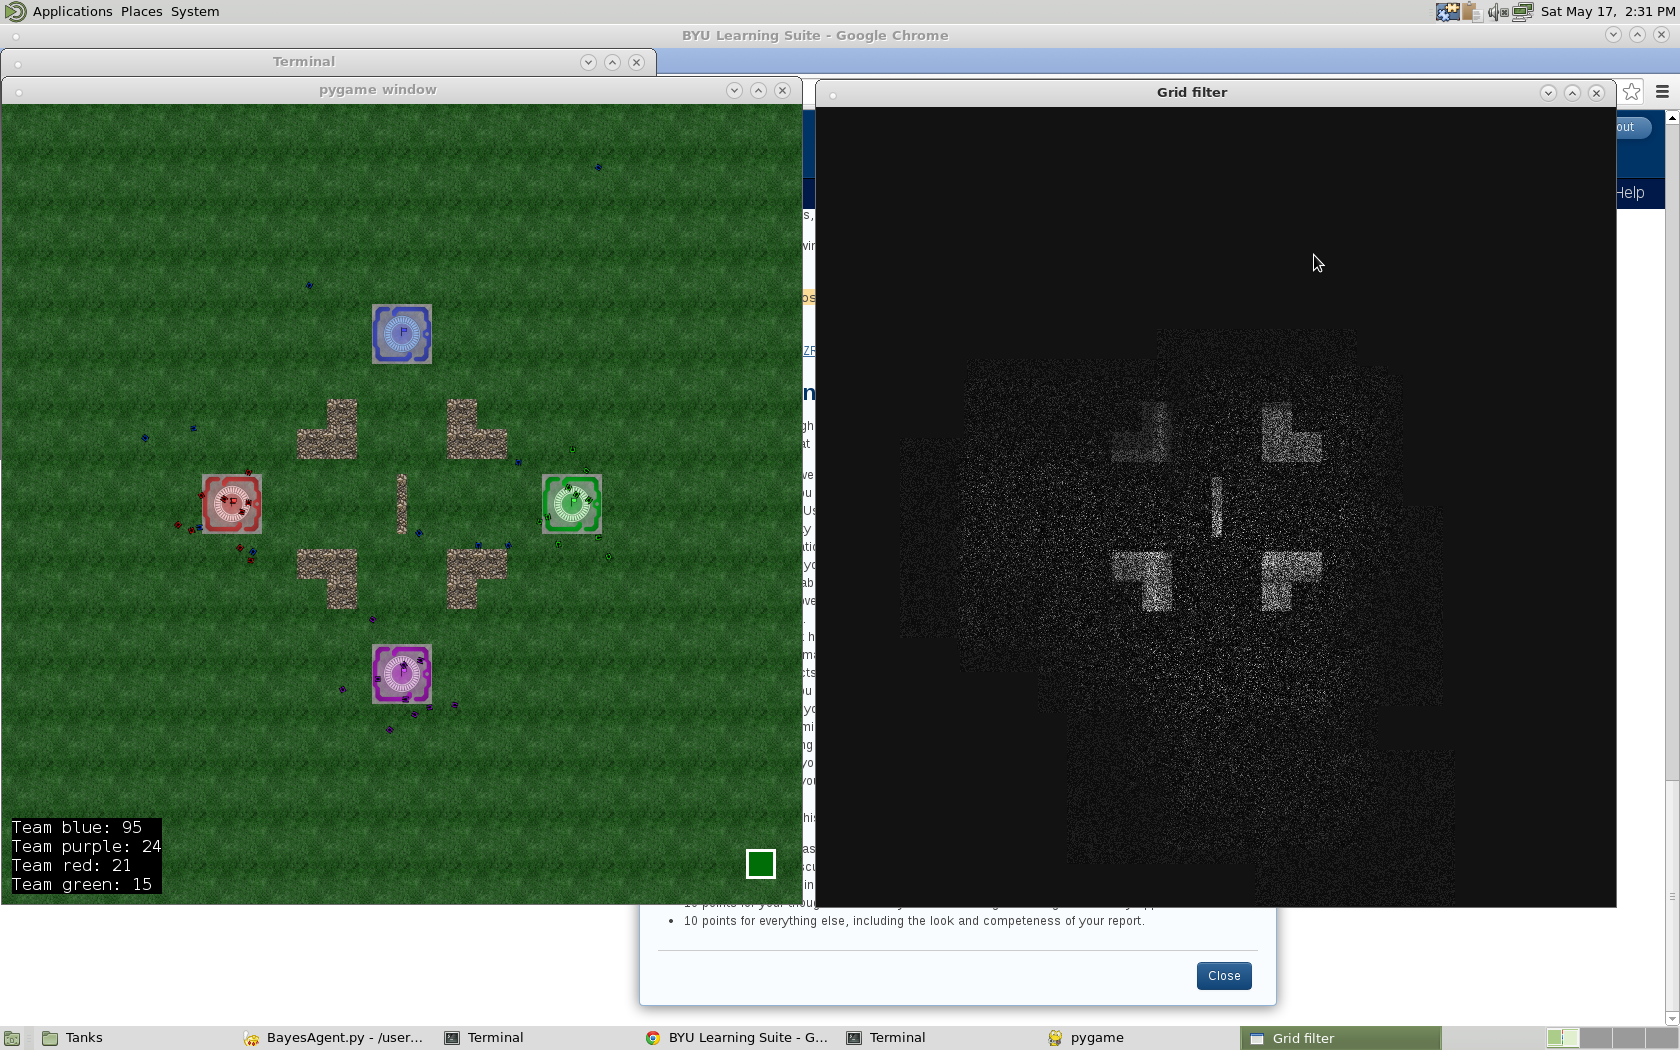 Applications Places System
Sat May 17, 2:31 PM
BYU Learning Suite - Google Chrome
Terminal
pygame window
Grid filter
out
Help
Team blue: 95
Team purple: 24
Team red: 21
Team green: 15
• 10 points for everything else, including the look and competeness of your report.
Close
Tanks
BayesAgent.py - /user...
Terminal
BYU Learning Suite - G...
Terminal
pygame
Grid filter